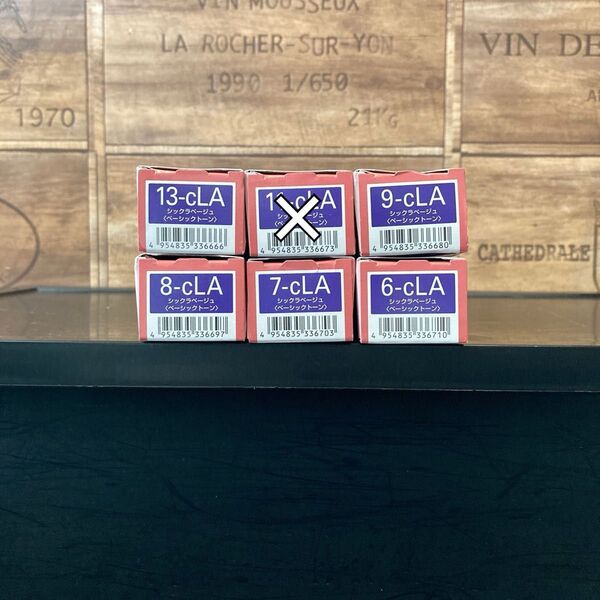 VIN MOUSSEUX
LA ROCHER-SUR-YON
1990 1/650
VIN DE
1970
13-cLA
シックラベージュ
〈ベーシックトーン〉
4 954835 336666
シックラベージュ
〈ベーシックトーン〉
4 954835 336673
9-cLA
シックラベージュ
〈ベーシックトーン〉
4 954835 336680
CATHEDRALE
8-cLA
シックラベージュ
〈ベーシックトーン〉
4 954835 336697
7-cLA
シックラベージュ
〈ベーシックトーン〉
4 954835 336703
6-cLA
シックラベージュ
〈ベーシックトーン〉
4 954835 336710